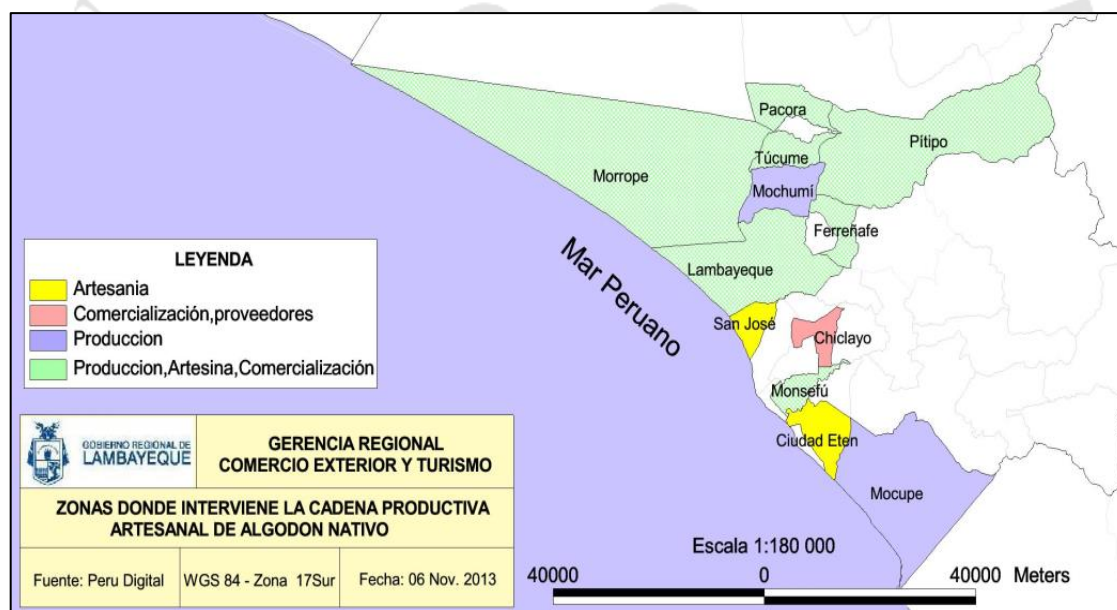 Pacora
Pítipo
Túcume
Morrope
Mochumí
Ferreñafe
Lambayeque
Mar Peruano
San José
Chiclayo
Monsefú
Ciudad Eten
Mocupe
LEYENDA
Artesania
Comercialización,proveedores
Produccion
Produccion,Artesina,Comercialización
GOBIERNO REGIONAL DE
LAMBAYEQUE
GERENCIA REGIONAL
COMERCIO EXTERIOR Y TURISMO
ZONAS DONDE INTERVIENE LA CADENA PRODUCTIVA
ARTESANAL DE ALGODON NATIVO
Fuente: Peru Digital
WGS 84 - Zona 17Sur
Fecha: 06 Nov. 2013
Escala 1:180 000
40000 0 40000 Meters